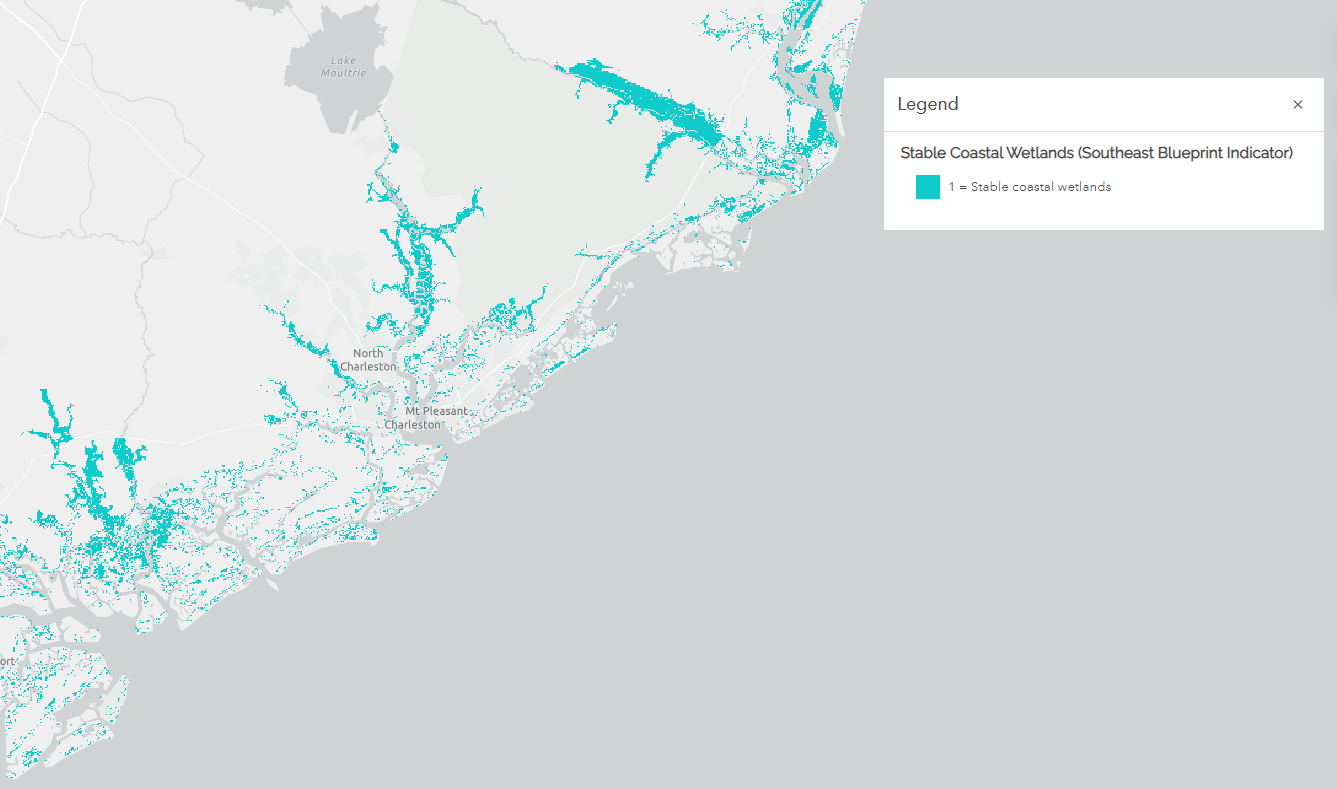 Lake
Moultrie
Legend
Stable Coastal Wetlands (Southeast Blueprint Indicator)
1 = Stable coastal wetlands
North
Charleston
Mt Pleasant
Charleston
ort